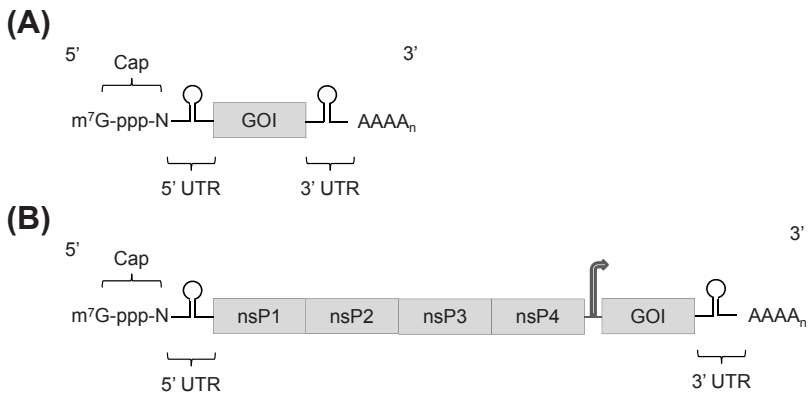 (A)
5’ 3’
Cap
m⁷G-ppp-N GOI AAAAₙ
5’ UTR 3’ UTR
(B)
5’ 3’
Cap
m⁷G-ppp-N nsP1 nsP2 nsP3 nsP4 GOI AAAAₙ
5’ UTR 3’ UTR